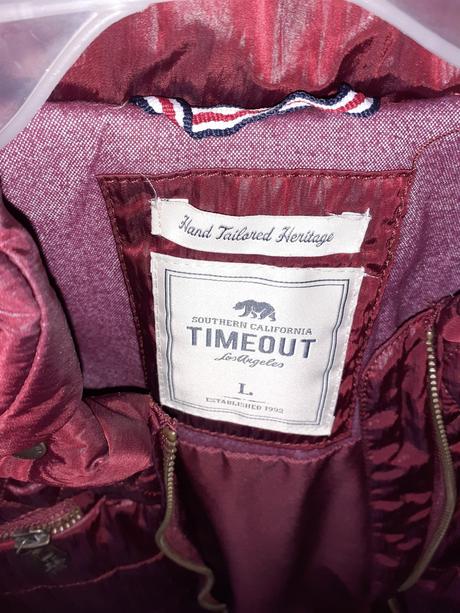 Hand Tailored Heritage
SOUTHERN CALIFORNIA
TIMEOUT
Los Angeles
L
ESTABLISHED 1992